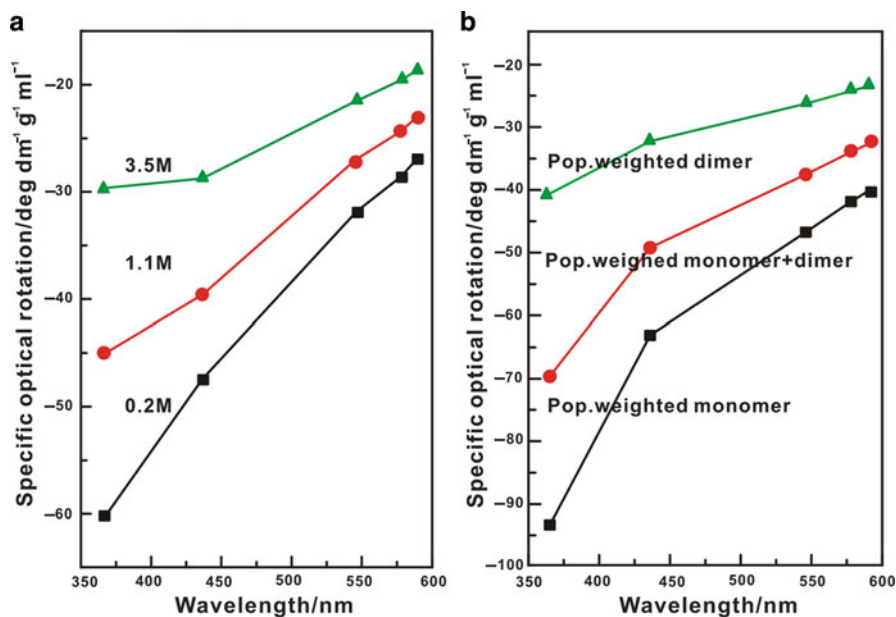 a
b
Specific optical rotation/deg dm⁻¹ g⁻¹ ml⁻¹
−20
−30
−40
−50
−60
3.5M
1.1M
0.2M
350 400 450 500 550 600
Wavelength/nm
Specific optical rotation/deg dm⁻¹ g⁻¹ ml⁻¹
−20
−30
−40
−50
−60
−70
−80
−90
−100
Pop.weighted dimer
Pop.weighed monomer+dimer
Pop.weighted monomer
350 400 450 500 550 600
Wavelength/nm